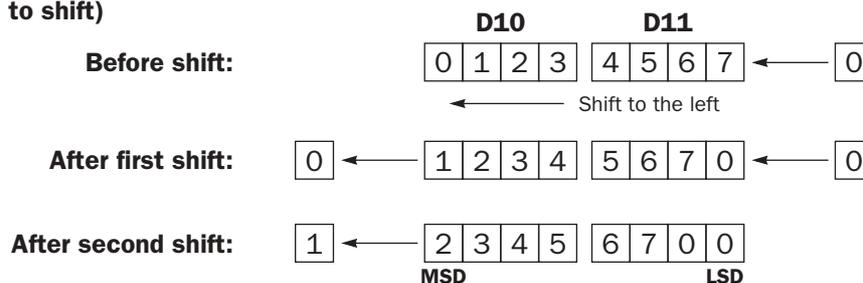 to shift)
D10 D11
Before shift: 0 1 2 3 4 5 6 7 0
Shift to the left
After first shift: 0 1 2 3 4 5 6 7 0 0
After second shift: 1 2 3 4 5 6 7 0 0
MSD LSD